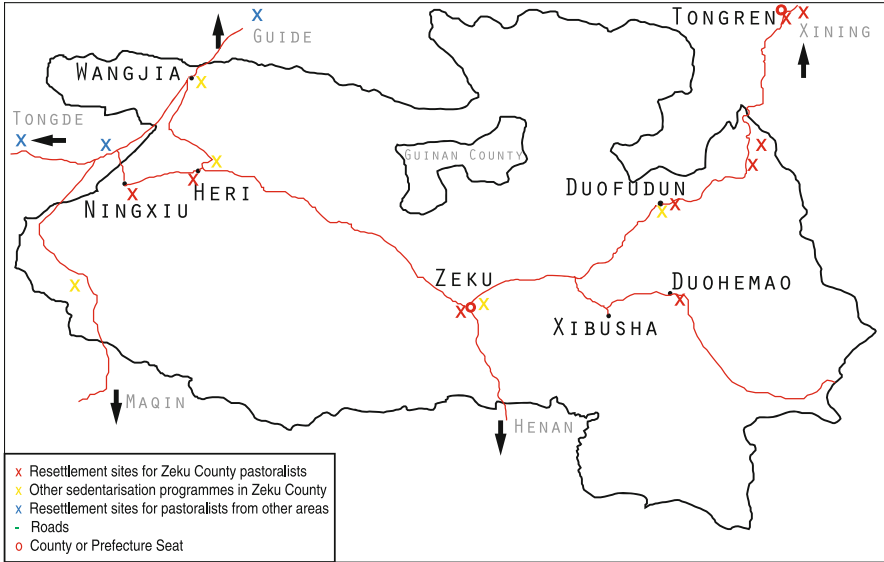 Tongren
Guide
Xining
Wangjia
Tongde
Guinan County
Duofudun
Heri
Ningxiu
Zeku
Duohemao
Xibusha
Maqin
Henan
x Resettlement sites for Zeku County pastoralists
x Other sedentarisation programmes in Zeku County
x Resettlement sites for pastoralists from other areas
- Roads
o County or Prefecture Seat